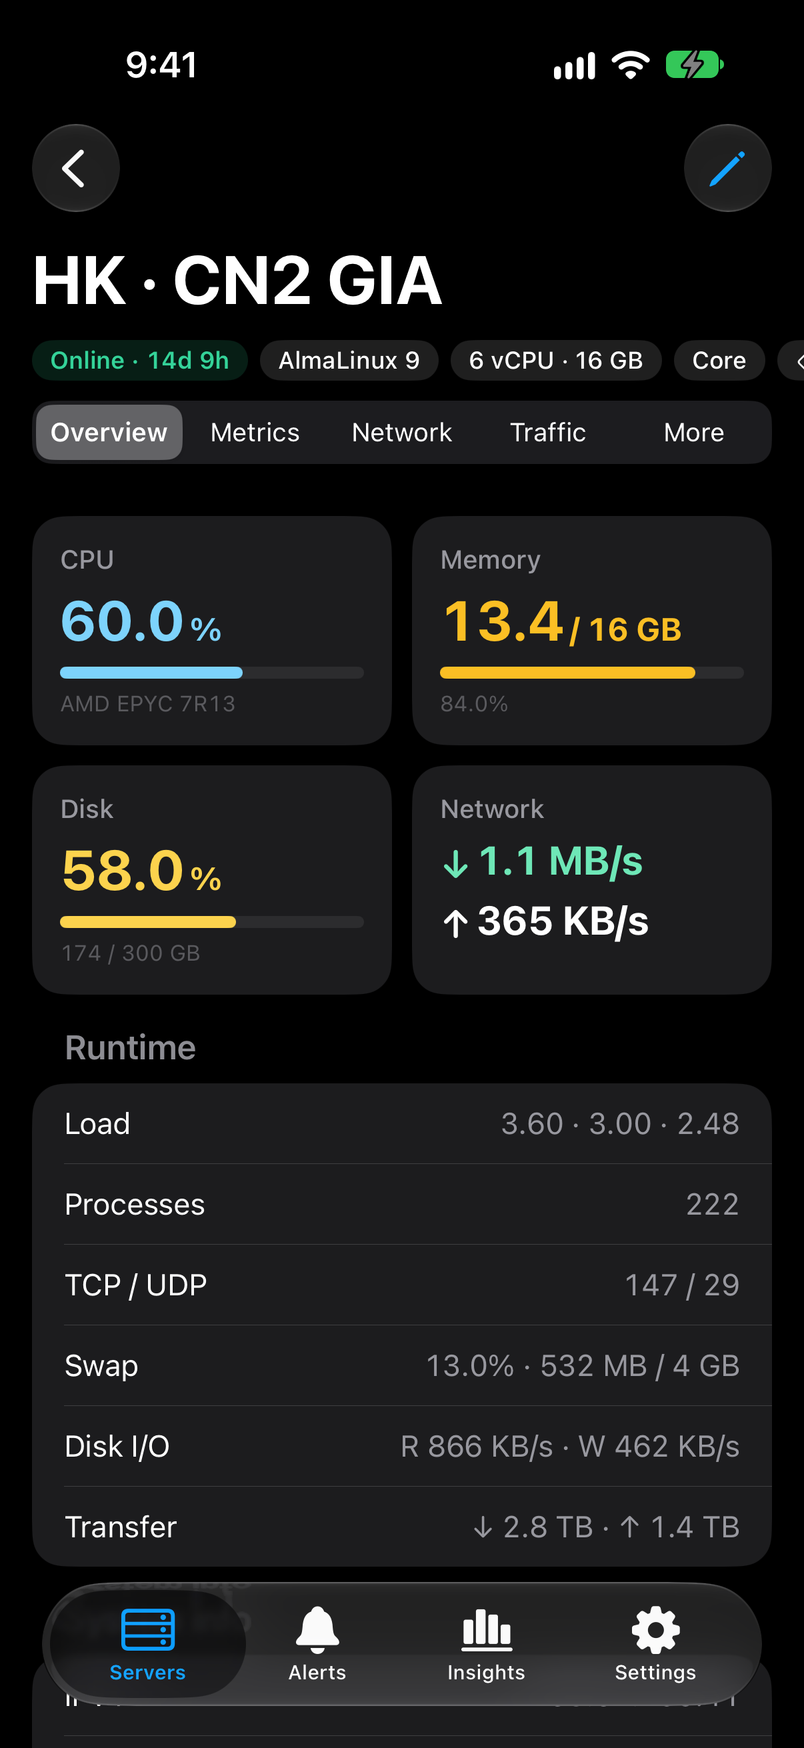 9:41
HK · CN2 GIA
Online · 14d 9h
AlmaLinux 9
6 vCPU · 16 GB
Core
Overview
Metrics
Network
Traffic
More
CPU
60.0 %
AMD EPYC 7R13
Memory
13.4 / 16 GB
84.0%
Disk
58.0 %
174 / 300 GB
Network
↓ 1.1 MB/s
↑ 365 KB/s
Runtime
Load
3.60 · 3.00 · 2.48
Processes
222
TCP / UDP
147 / 29
Swap
13.0% · 532 MB / 4 GB
Disk I/O
R 866 KB/s · W 462 KB/s
Transfer
↓ 2.8 TB · ↑ 1.4 TB
Servers
Alerts
Insights
Settings